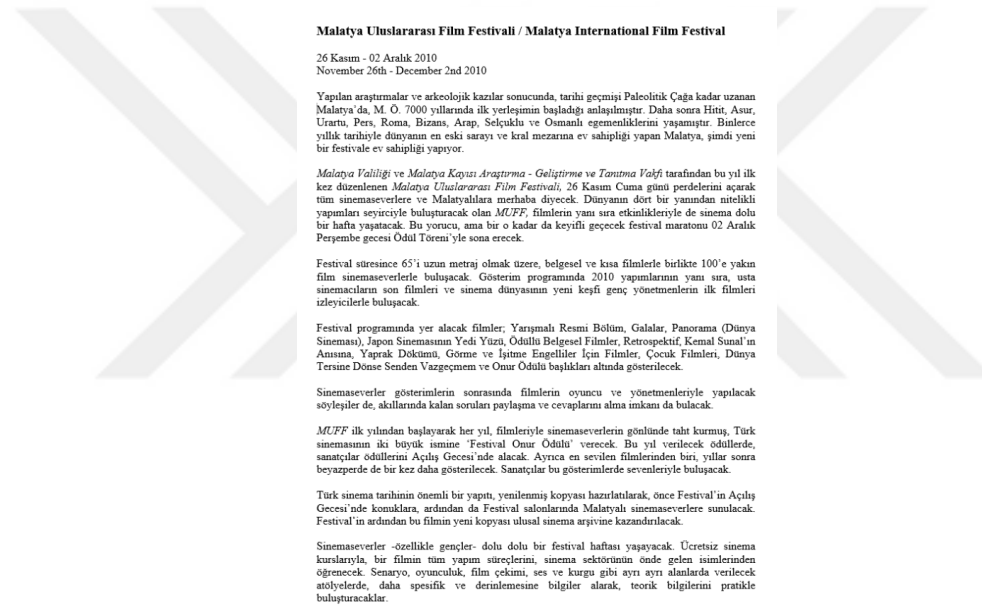 Malatya Uluslararası Film Festivali / Malatya International Film Festival
26 Kasım - 02 Aralık 2010
November 26th - December 2nd 2010
Yapılan araştırmalar ve arkeolojik kazılar sonucunda, tarihi geçmişi Paleolitik Çağa kadar uzanan
Malatya'da, M. Ö. 7000 yıllarında ilk yerleşimin başladığı anlaşılmıştır. Daha sonra Hitit, Asur,
Urartu, Pers, Roma, Bizans, Arap, Selçuklu ve Osmanlı egemenliklerini yaşamıştır. Binlerce
yıllık tarihiyle dünyanın en eski sarayı ve kral mezarına ev sahipliği yapan Malatya, şimdi yeni
bir festivale ev sahipliği yapıyor.
Malatya Valiliği ve Malatya Kayısı Araştırma - Geliştirme ve Tanıtma Vakfı tarafından bu yıl ilk
kez düzenlenen Malatya Uluslararası Film Festivali, 26 Kasım Cuma günü perdelerini açarak
tüm sinemaseverlere ve Malatyalılara merhaba diyecek. Dünyanın dört bir yanından nitelikli
yapımları seyirciyle buluşturacak olan MUFF, filmlerin yanı sıra etkinlikleriyle de sinema dolu
bir hafta yaşatacak. Bu yorucu, ama bir o kadar da keyifli geçecek festival maratonu 02 Aralık
Perşembe gecesi Ödül Töreni'yle sona erecek.
Festival süresince 65'i uzun metraj olmak üzere, belgesel ve kısa filmlerle birlikte 100'e yakın
film sinemaseverlerle buluşacak. Gösterim programında 2010 yapımlarının yanı sıra, usta
sinemacıların son filmleri ve sinema dünyasının yeni keşfi genç yönetmenlerin ilk filmleri
izleyicilerle buluşacak.
Festival programında yer alacak filmler; Yarışmalı Resmi Bölüm, Galalar, Panorama (Dünya
Sineması), Japon Sinemasının Yedi Yüzü, Ödüllü Belgesel Filmler, Retrospektif, Kemal Sunal'ın
Anısına, Yaprak Dökümü, Görme ve İşitme Engelliler İçin Filmler, Çocuk Filmleri, Dünya
Tersine Dönse Senden Vazgeçmem ve Onur Ödülü başlıkları altında gösterilecek.
Sinemaseverler gösterimlerin sonrasında filmlerin oyuncu ve yönetmenleriyle yapılacak
söyleşiler de, akıllarında kalan soruları paylaşma ve cevaplarını alma imkanı da bulacak.
MUFF ilk yılından başlayarak her yıl, filmleriyle sinemaseverlerin gönlünde taht kurmuş, Türk
sinemasının iki büyük ismine 'Festival Onur Ödülü' verecek. Bu yıl verilecek ödüllerde,
sanatçılar ödüllerini Açılış Gecesi'nde alacak. Ayrıca en sevilen filmlerinden biri, yıllar sonra
beyazperde de bir kez daha gösterilecek. Sanatçılar bu gösterimlerde sevenleriyle buluşacak.
Türk sinema tarihinin önemli bir yapıtı, yenilenmiş kopyası hazırlatılarak, önce Festival'in Açılış
Gecesi'nde konuklara, ardından da Festival salonlarında Malatyalı sinemaseverlere sunulacak.
Festival'in ardından bu filmin yeni kopyası ulusal sinema arşivine kazandırılacak.
Sinemaseverler -özellikle gençler- dolu dolu bir festival haftası yaşayacak. Ücretsiz sinema
kurslarıyla, bir filmin tüm yapım süreçlerini, sinema sektörünün önde gelen isimlerinden
öğrenecek. Senaryo, oyunculuk, film çekimi, ses ve kurgu gibi ayrı ayrı alanlarda verilecek
atölyelerde, daha spesifik ve derinlemesine bilgiler alarak, teorik bilgilerini pratikle
buluşturacaklar.